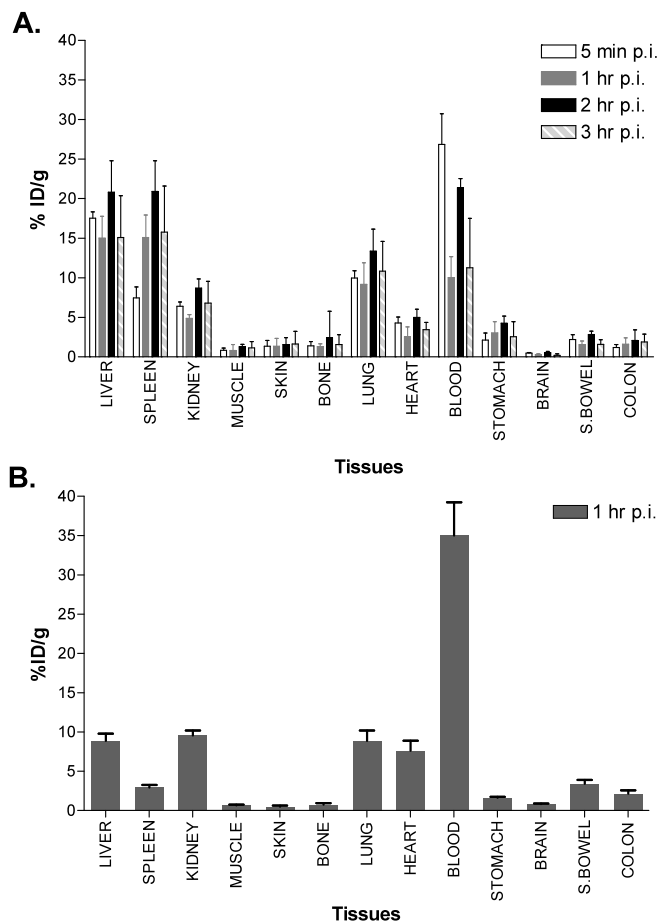 A.
40
35
30
25
20
15
10
5
0
% ID/g
5 min p.i.
1 hr p.i.
2 hr p.i.
3 hr p.i.
LIVER
SPLEEN
KIDNEY
MUSCLE
SKIN
BONE
LUNG
HEART
BLOOD
STOMACH
BRAIN
S.BOWEL
COLON
Tissues
B.
40
35
30
25
20
15
10
5
0
%ID/g
1 hr p.i.
LIVER
SPLEEN
KIDNEY
MUSCLE
SKIN
BONE
LUNG
HEART
BLOOD
STOMACH
BRAIN
S.BOWEL
COLON
Tissues